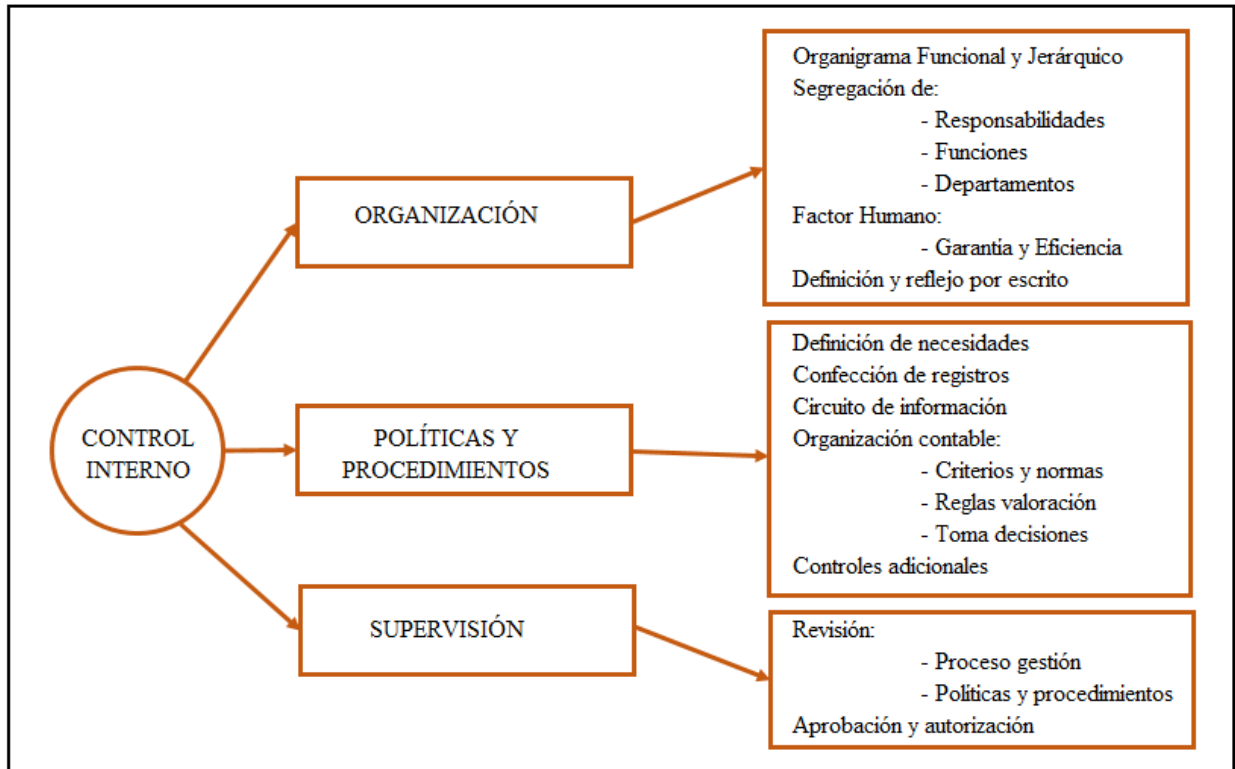 CONTROL
INTERNO
ORGANIZACIÓN
Organigrama Funcional y Jerárquico
Segregación de:
- Responsabilidades
- Funciones
- Departamentos
Factor Humano:
- Garantía y Eficiencia
Definición y reflejo por escrito
POLÍTICAS Y
PROCEDIMIENTOS
Definición de necesidades
Confección de registros
Circuito de información
Organización contable:
- Criterios y normas
- Reglas valoración
- Toma decisiones
Controles adicionales
SUPERVISIÓN
Revisión:
- Proceso gestión
- Políticas y procedimientos
Aprobación y autorización